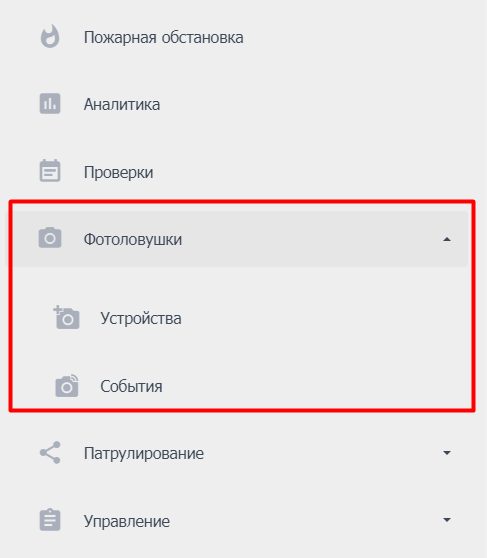 Пожарная обстановка
Аналитика
Проверки
Фотоловушки
Устройства
События
Патрулирование
Управление